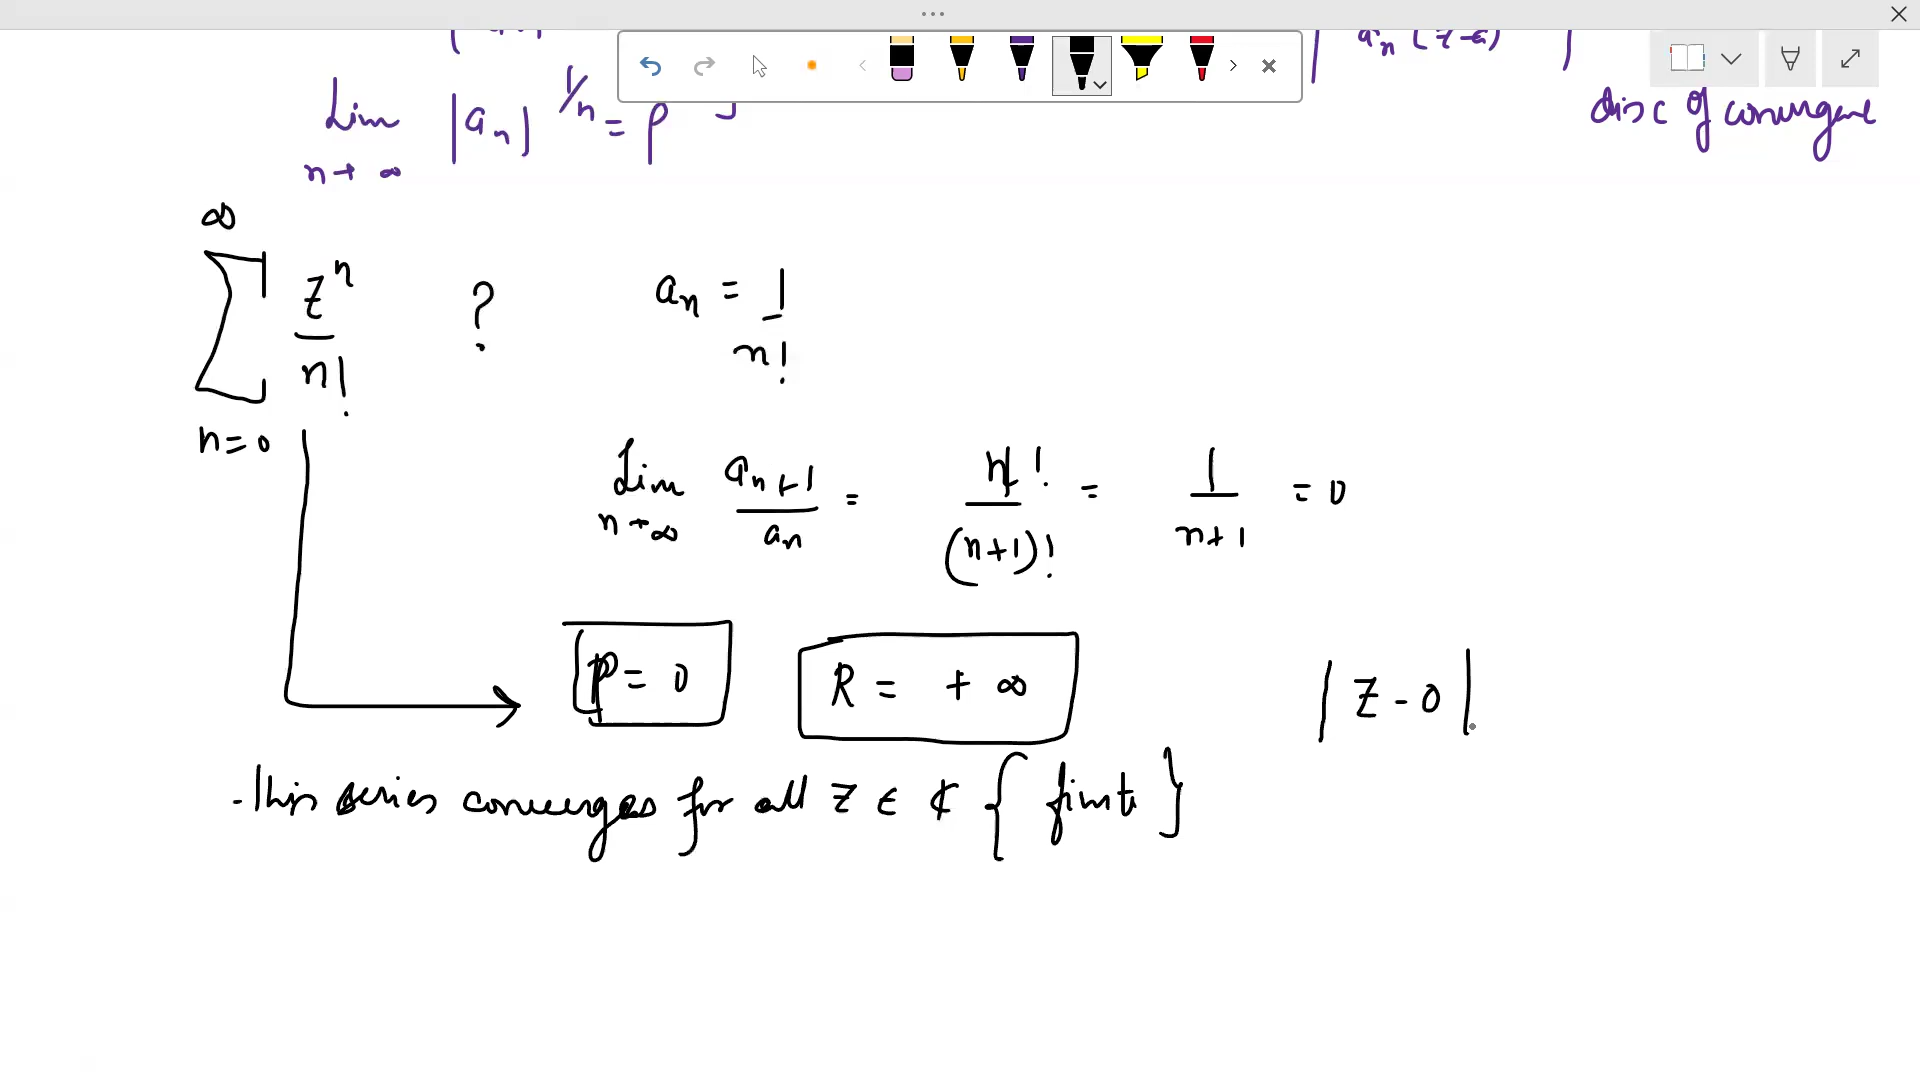 aₙ (z-a)
Lim |aₙ|^{1/n} = ρ
n→∞
disc of convergence
∞
∑ zⁿ/n! ? aₙ = 1/n!
n=0
Lim n→∞ aₙ₊₁/aₙ = n!/(n+1)! = 1/n+1 = 0
ρ = 0 R = +∞ |z-0|
This series converges for all z ∈ ℂ { finite }